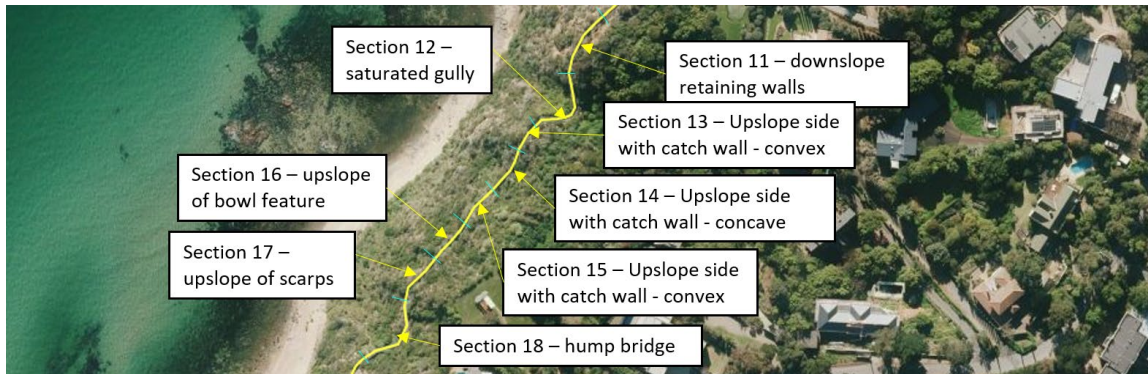 Section 12 –
saturated gully
Section 11 – downslope
retaining walls
Section 13 – Upslope side
with catch wall - convex
Section 16 – upslope
of bowl feature
Section 14 – Upslope side
with catch wall - concave
Section 17 –
upslope of scarps
Section 15 – Upslope side
with catch wall - convex
Section 18 – hump bridge